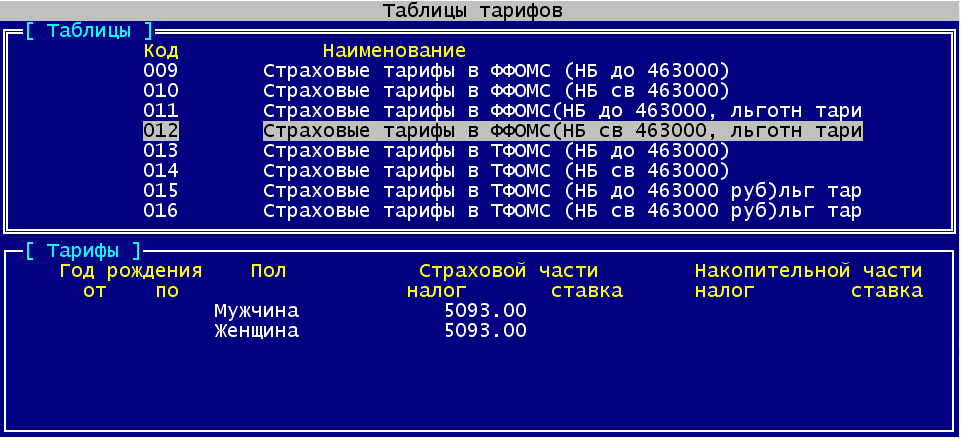 Таблицы тарифов
[ Таблицы ]
Код Наименование
009 Страховые тарифы в ФФОМС (НБ до 463000)
010 Страховые тарифы в ФФОМС (НБ св 463000)
011 Страховые тарифы в ФФОМС(НБ до 463000, льготн тари
012 Страховые тарифы в ФФОМС(НБ св 463000, льготн тари
013 Страховые тарифы в ТФОМС (НБ до 463000)
014 Страховые тарифы в ТФОМС (НБ св 463000)
015 Страховые тарифы в ТФОМС (НБ до 463000 руб)льг тар
016 Страховые тарифы в ТФОМС (НБ св 463000 руб)льг тар
[ Тарифы ]
Год рождения Пол Страховой части Накопительной части
от по налог ставка налог ставка
Мужчина 5093.00
Женщина 5093.00